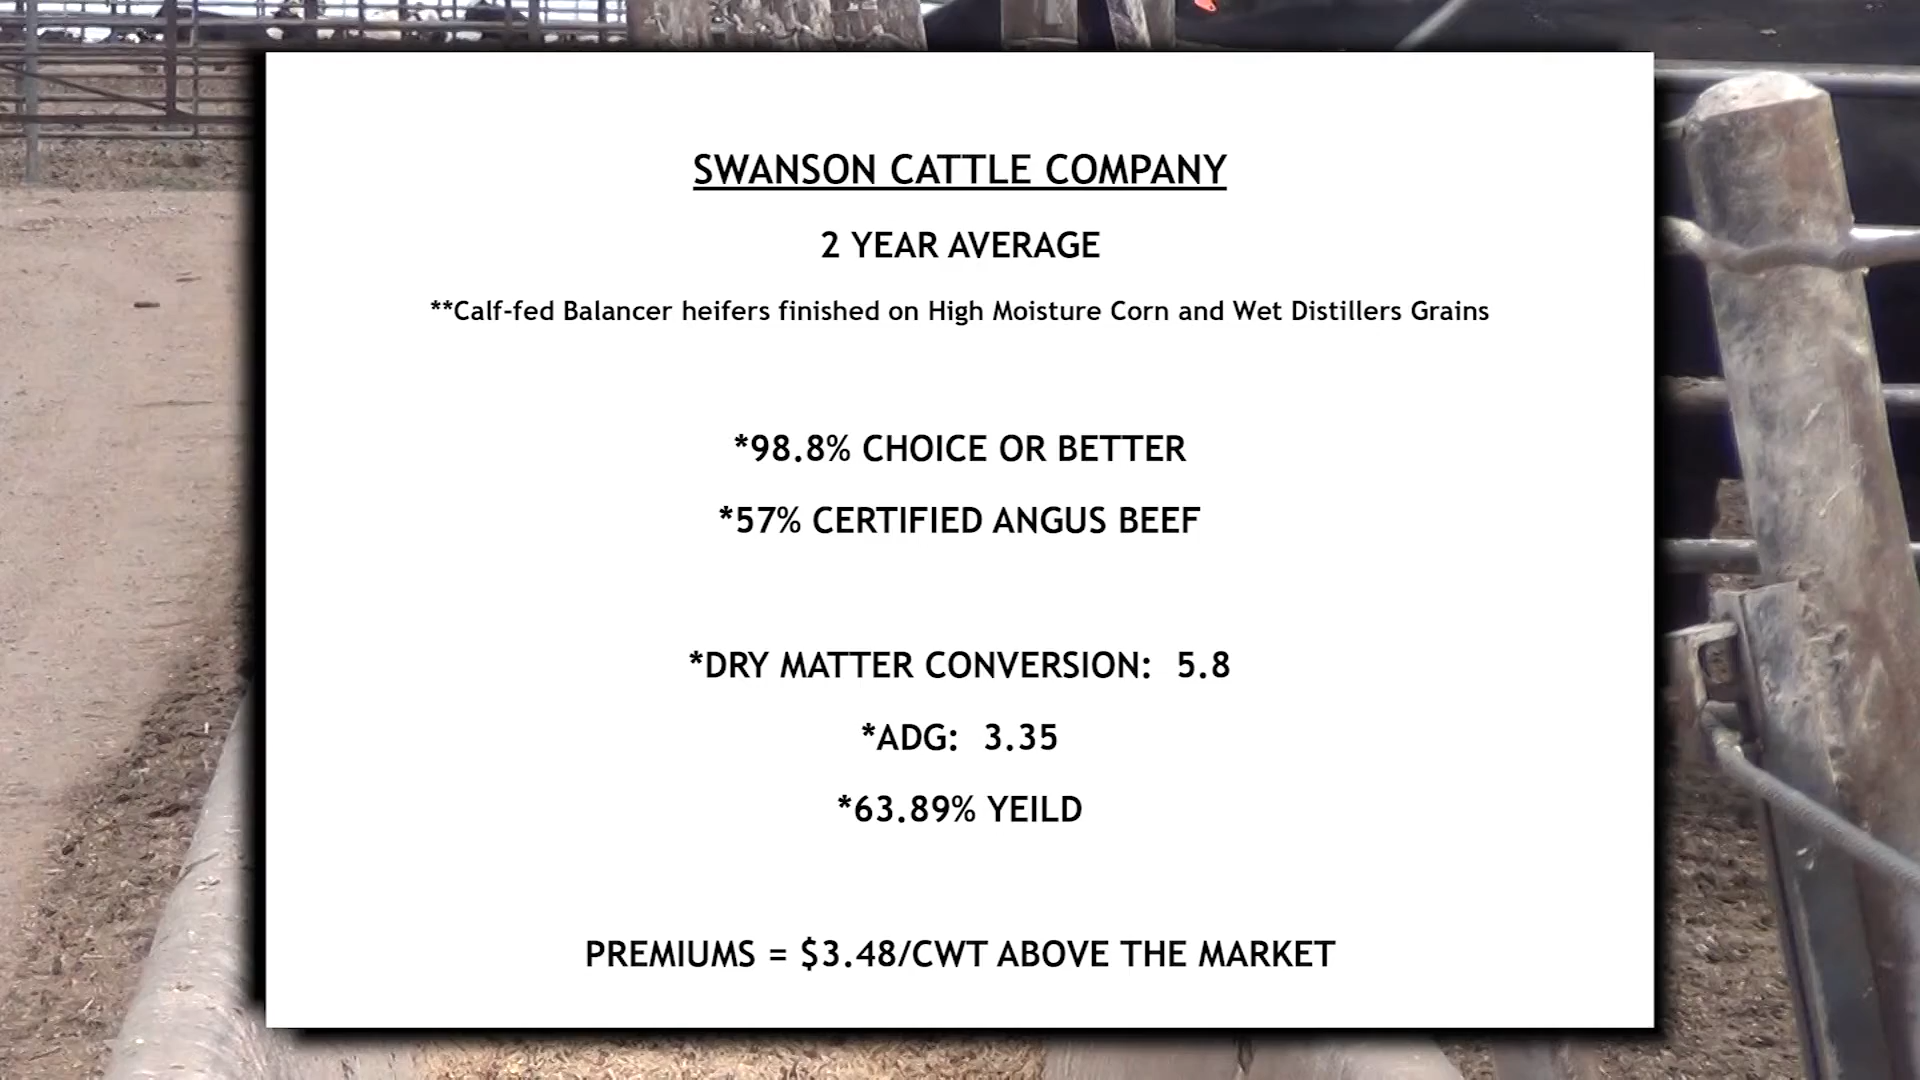 SWANSON CATTLE COMPANY
2 YEAR AVERAGE
**Calf-fed Balancer heifers finished on High Moisture Corn and Wet Distillers Grains
*98.8% CHOICE OR BETTER
*57% CERTIFIED ANGUS BEEF
*DRY MATTER CONVERSION: 5.8
*ADG: 3.35
*63.89% YEILD
PREMIUMS = $3.48/CWT ABOVE THE MARKET